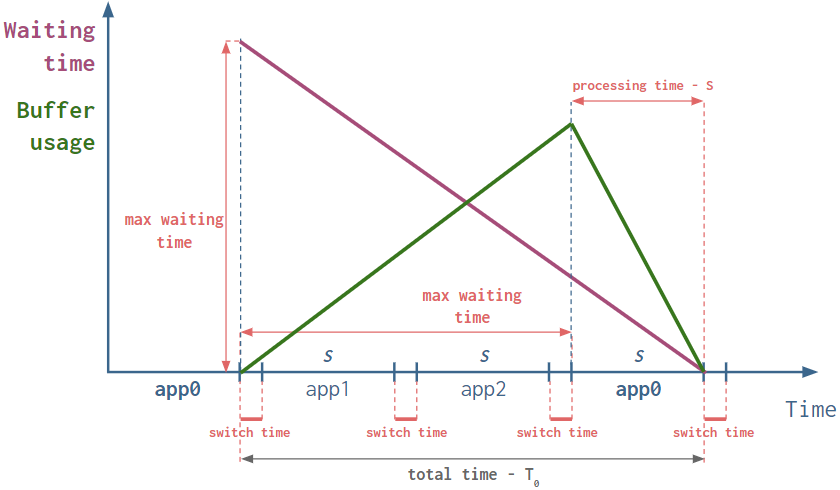 Waiting
time
Buffer
usage
processing time - S
max waiting
time
max waiting
time
S
S
S
app0
app1
app2
app0
Time
switch time
switch time
switch time
switch time
total time - T₀